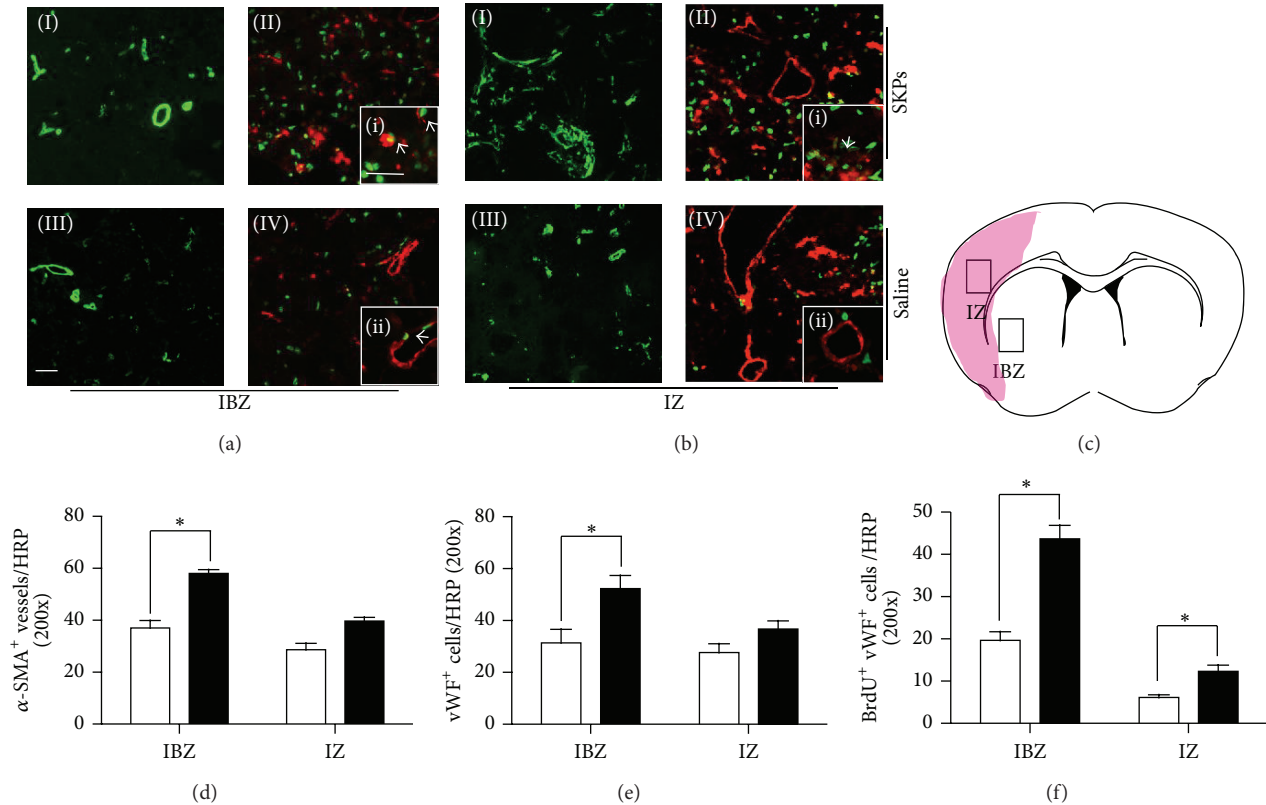 (I)
(II)
(i)
(III)
(IV)
(ii)
IBZ
(a)
(I)
(II)
(i)
SKPs
(III)
(IV)
(ii)
Saline
IZ
(b)
IZ
IBZ
(c)
α-SMA+ vessels/HRP
(200x)
80
60
40
20
0
*
IBZ
IZ
(d)
vWF+ cells/HRP (200x)
80
60
40
20
0
*
IBZ
IZ
(e)
BrdU+ vWF+ cells /HRP
(200x)
50
40
30
20
10
0
*
*
IBZ
IZ
(f)